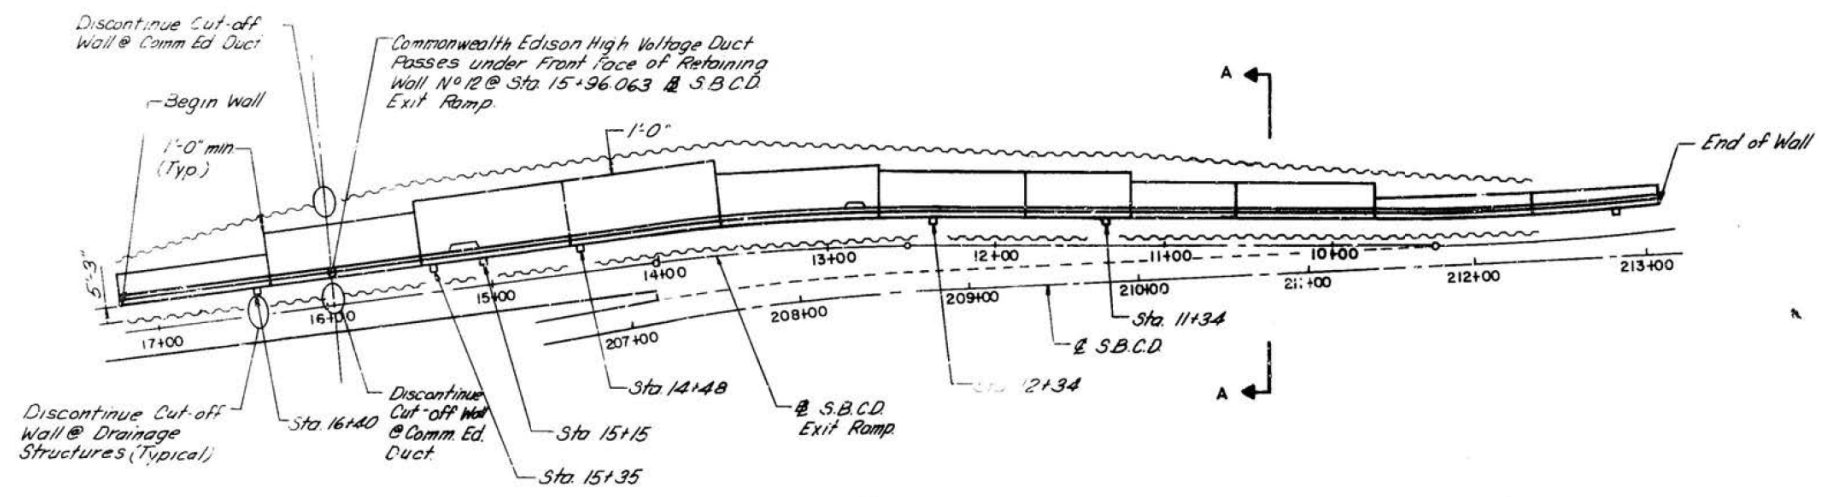 Discontinue Cut-off
Wall @ Comm Ed Duct
Commonwealth Edison High Voltage Duct
Passes under Front Face of Retaining
Wall Nº 12 @ Sta. 15+96.063 ℄ S.B.C.D.
Exit Ramp.
Begin Wall
1'-0" min.
(Typ.)
1'-0"
A
End of Wall
5'-3"
17+00
16+00
15+00
14+00
13+00
12+00
11+00
10+00
207+00
208+00
209+00
210+00
211+00
212+00
213+00
Sta. 11+34
℄ S.B.C.D.
A
2+34
Sta. 14+48
℄ S.B.C.D.
Exit Ramp.
Discontinue Cut-off
Wall @ Drainage
Structures (Typical)
Sta. 16+40
Discontinue
Cut-off Wall
@ Comm. Ed.
Duct.
Sta. 15+15
Sta. 15+35